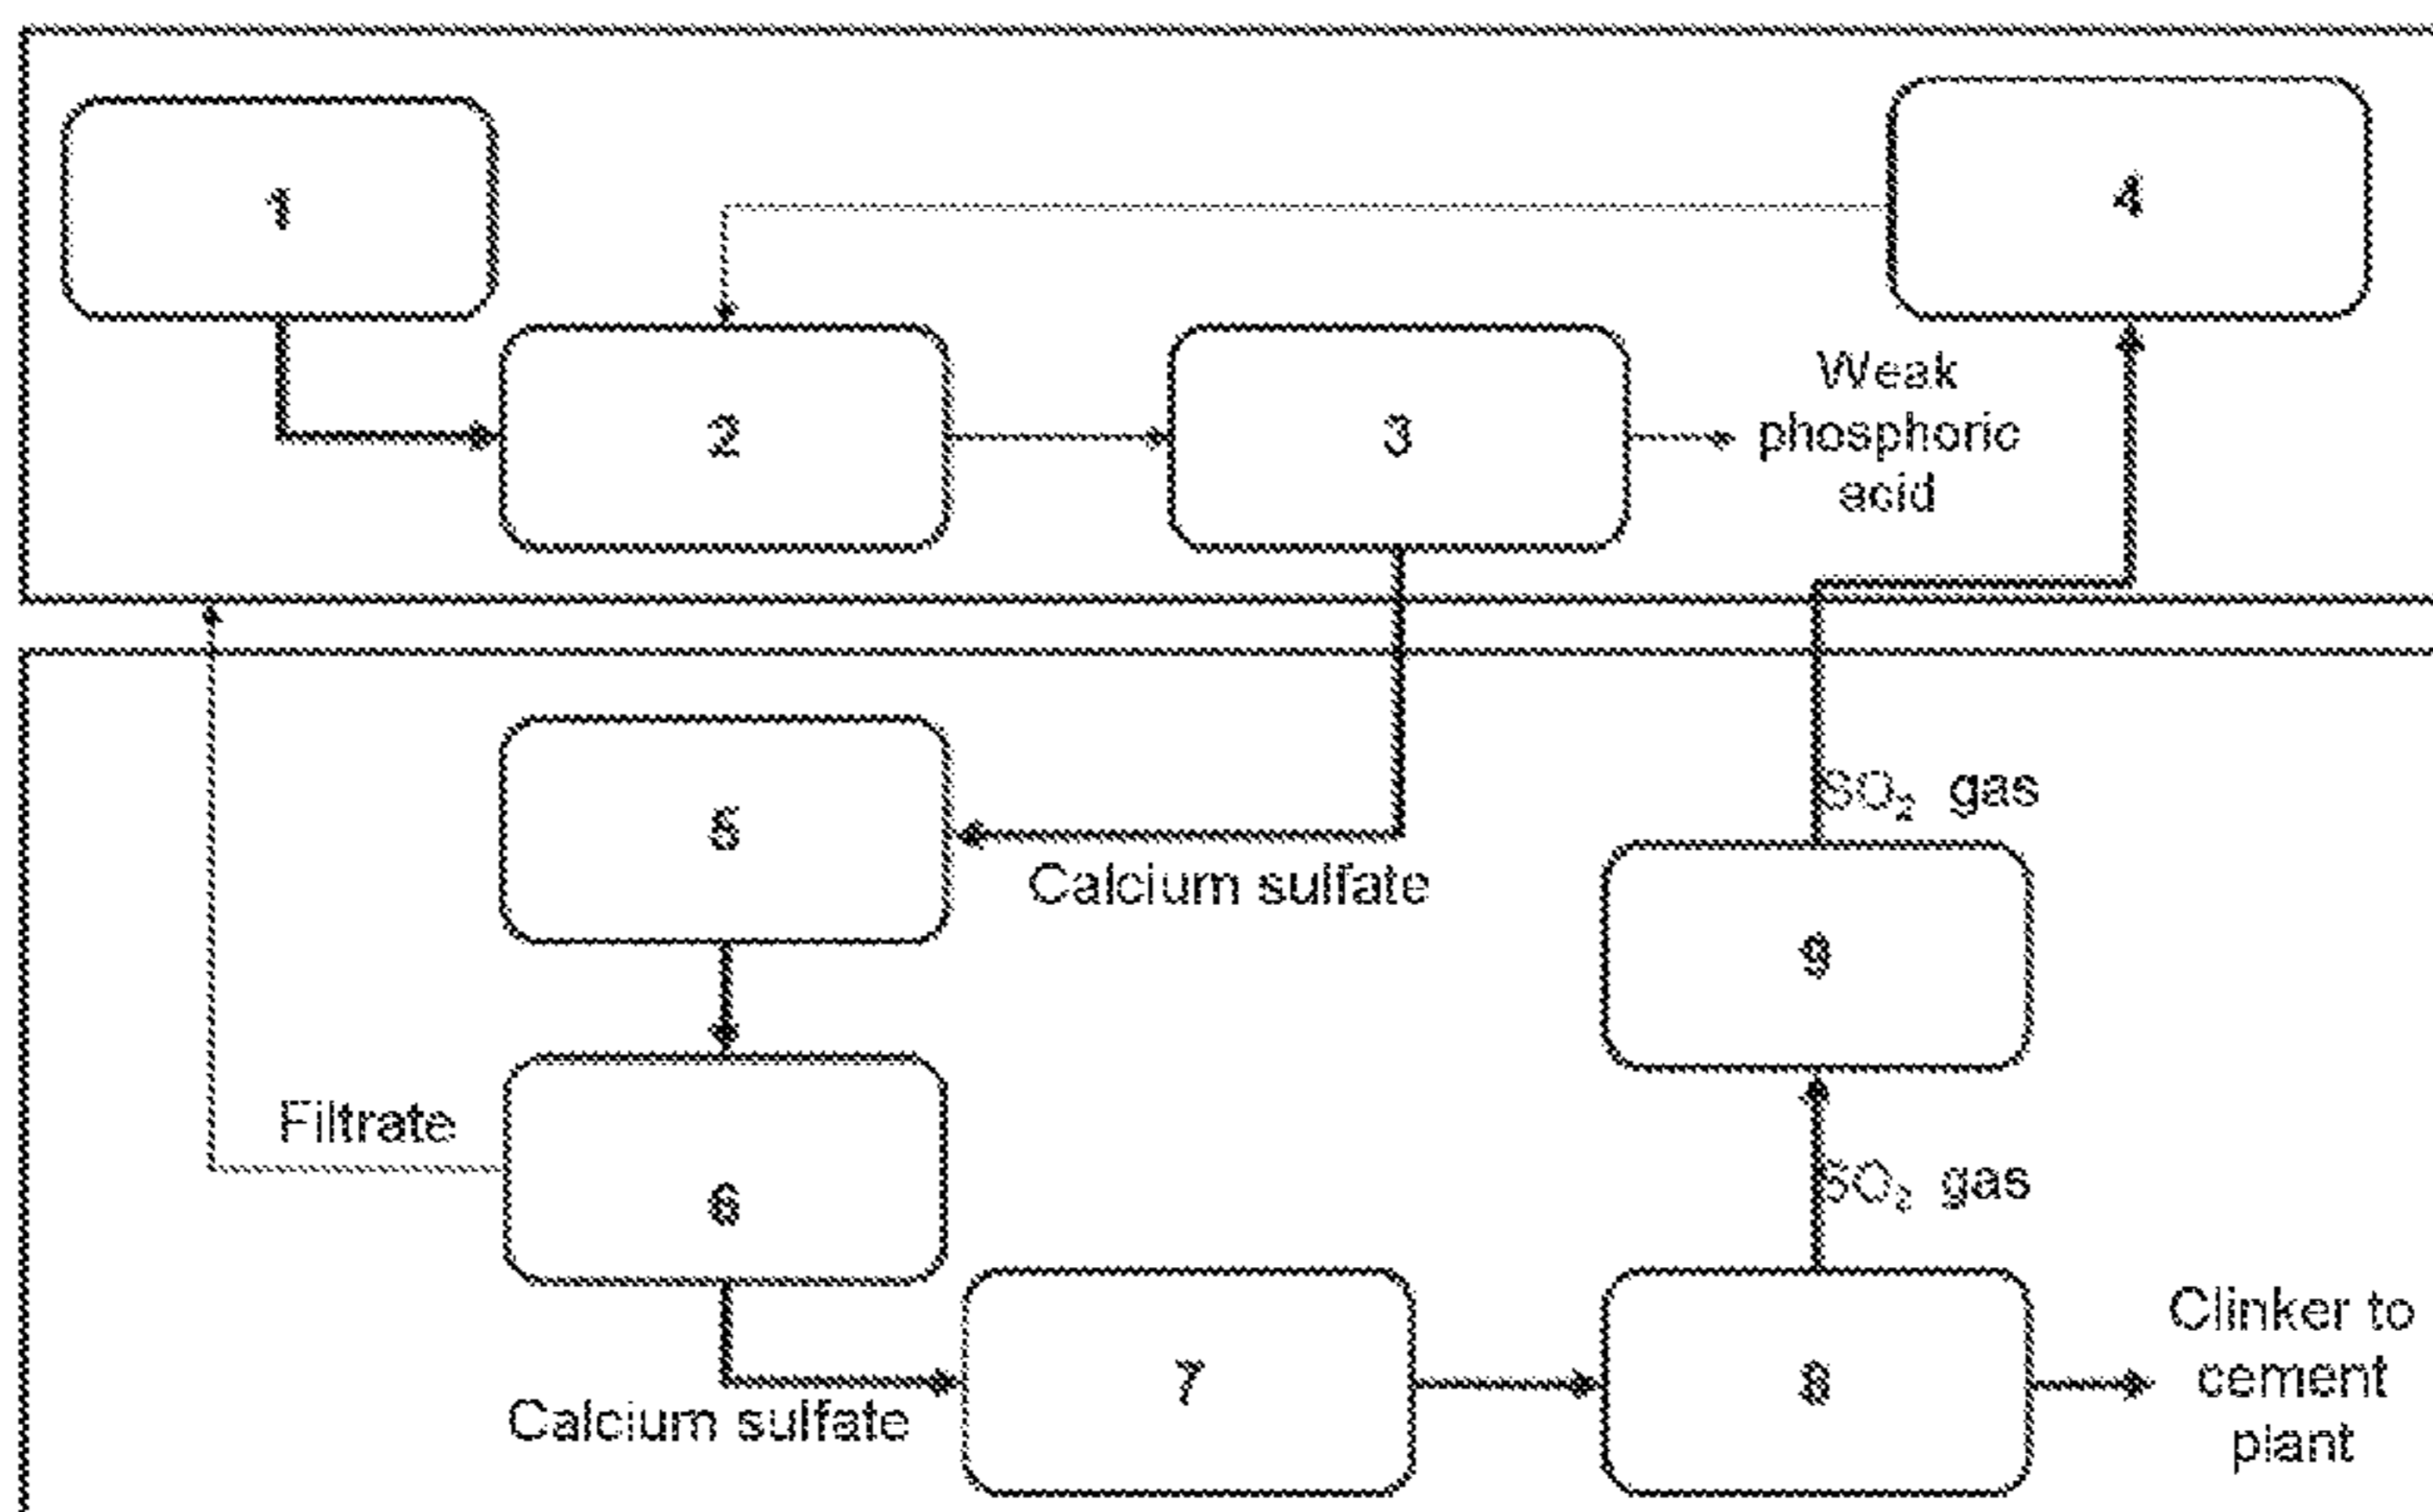 1
4
2
3
Weak
phosphoric
acid
5
Calcium sulfate
SO₂ gas
9
Filtrate
6
SO₂ gas
7
8
Calcium sulfate
Clinker to
cement
plant